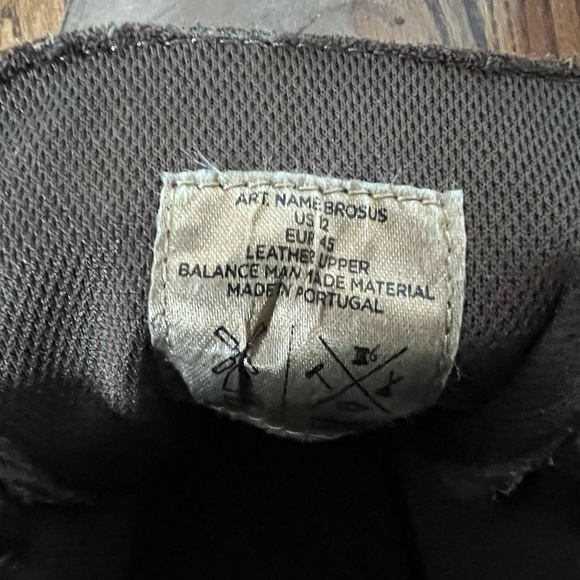 ART. NAME: BROSUS
US 12
EUR 45
LEATHER UPPER
BALANCE MAN MADE MATERIAL
MADE IN PORTUGAL